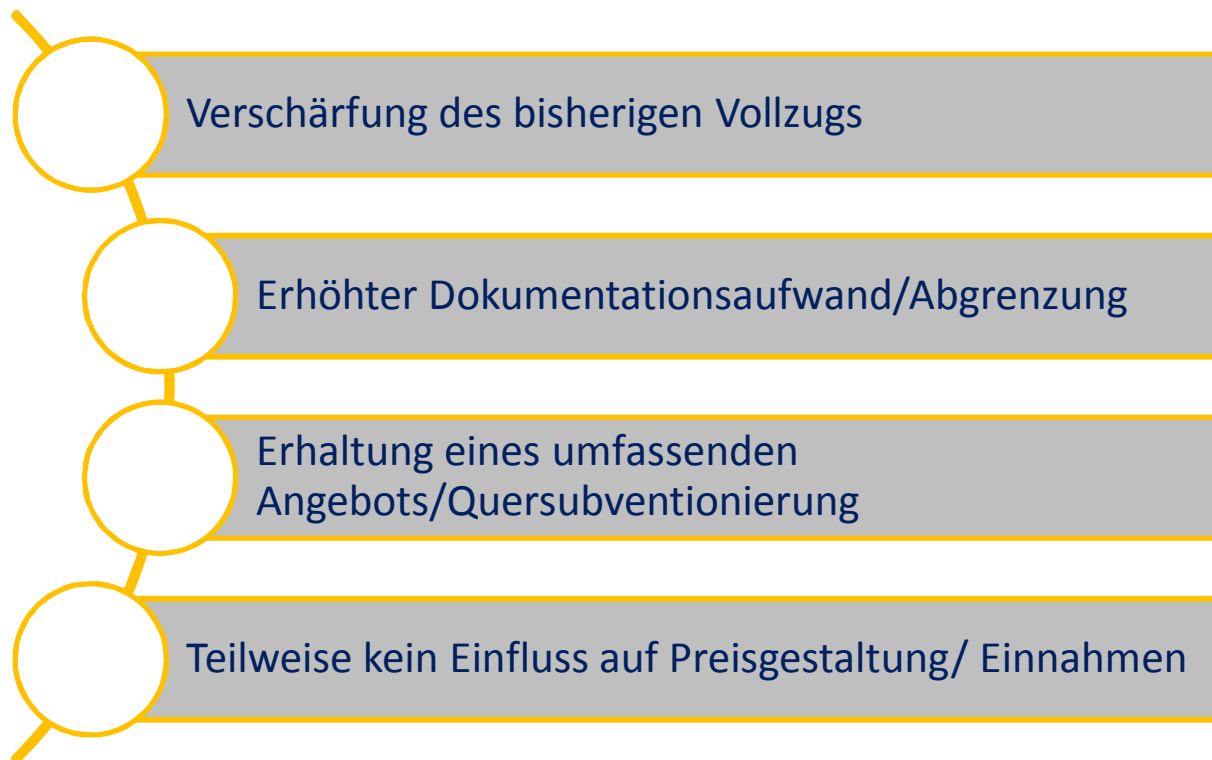 Verschärfung des bisherigen Vollzugs
Erhöhter Dokumentationsaufwand/Abgrenzung
Erhaltung eines umfassenden
Angebots/Quersubventionierung
Teilweise kein Einfluss auf Preisgestaltung/ Einnahmen